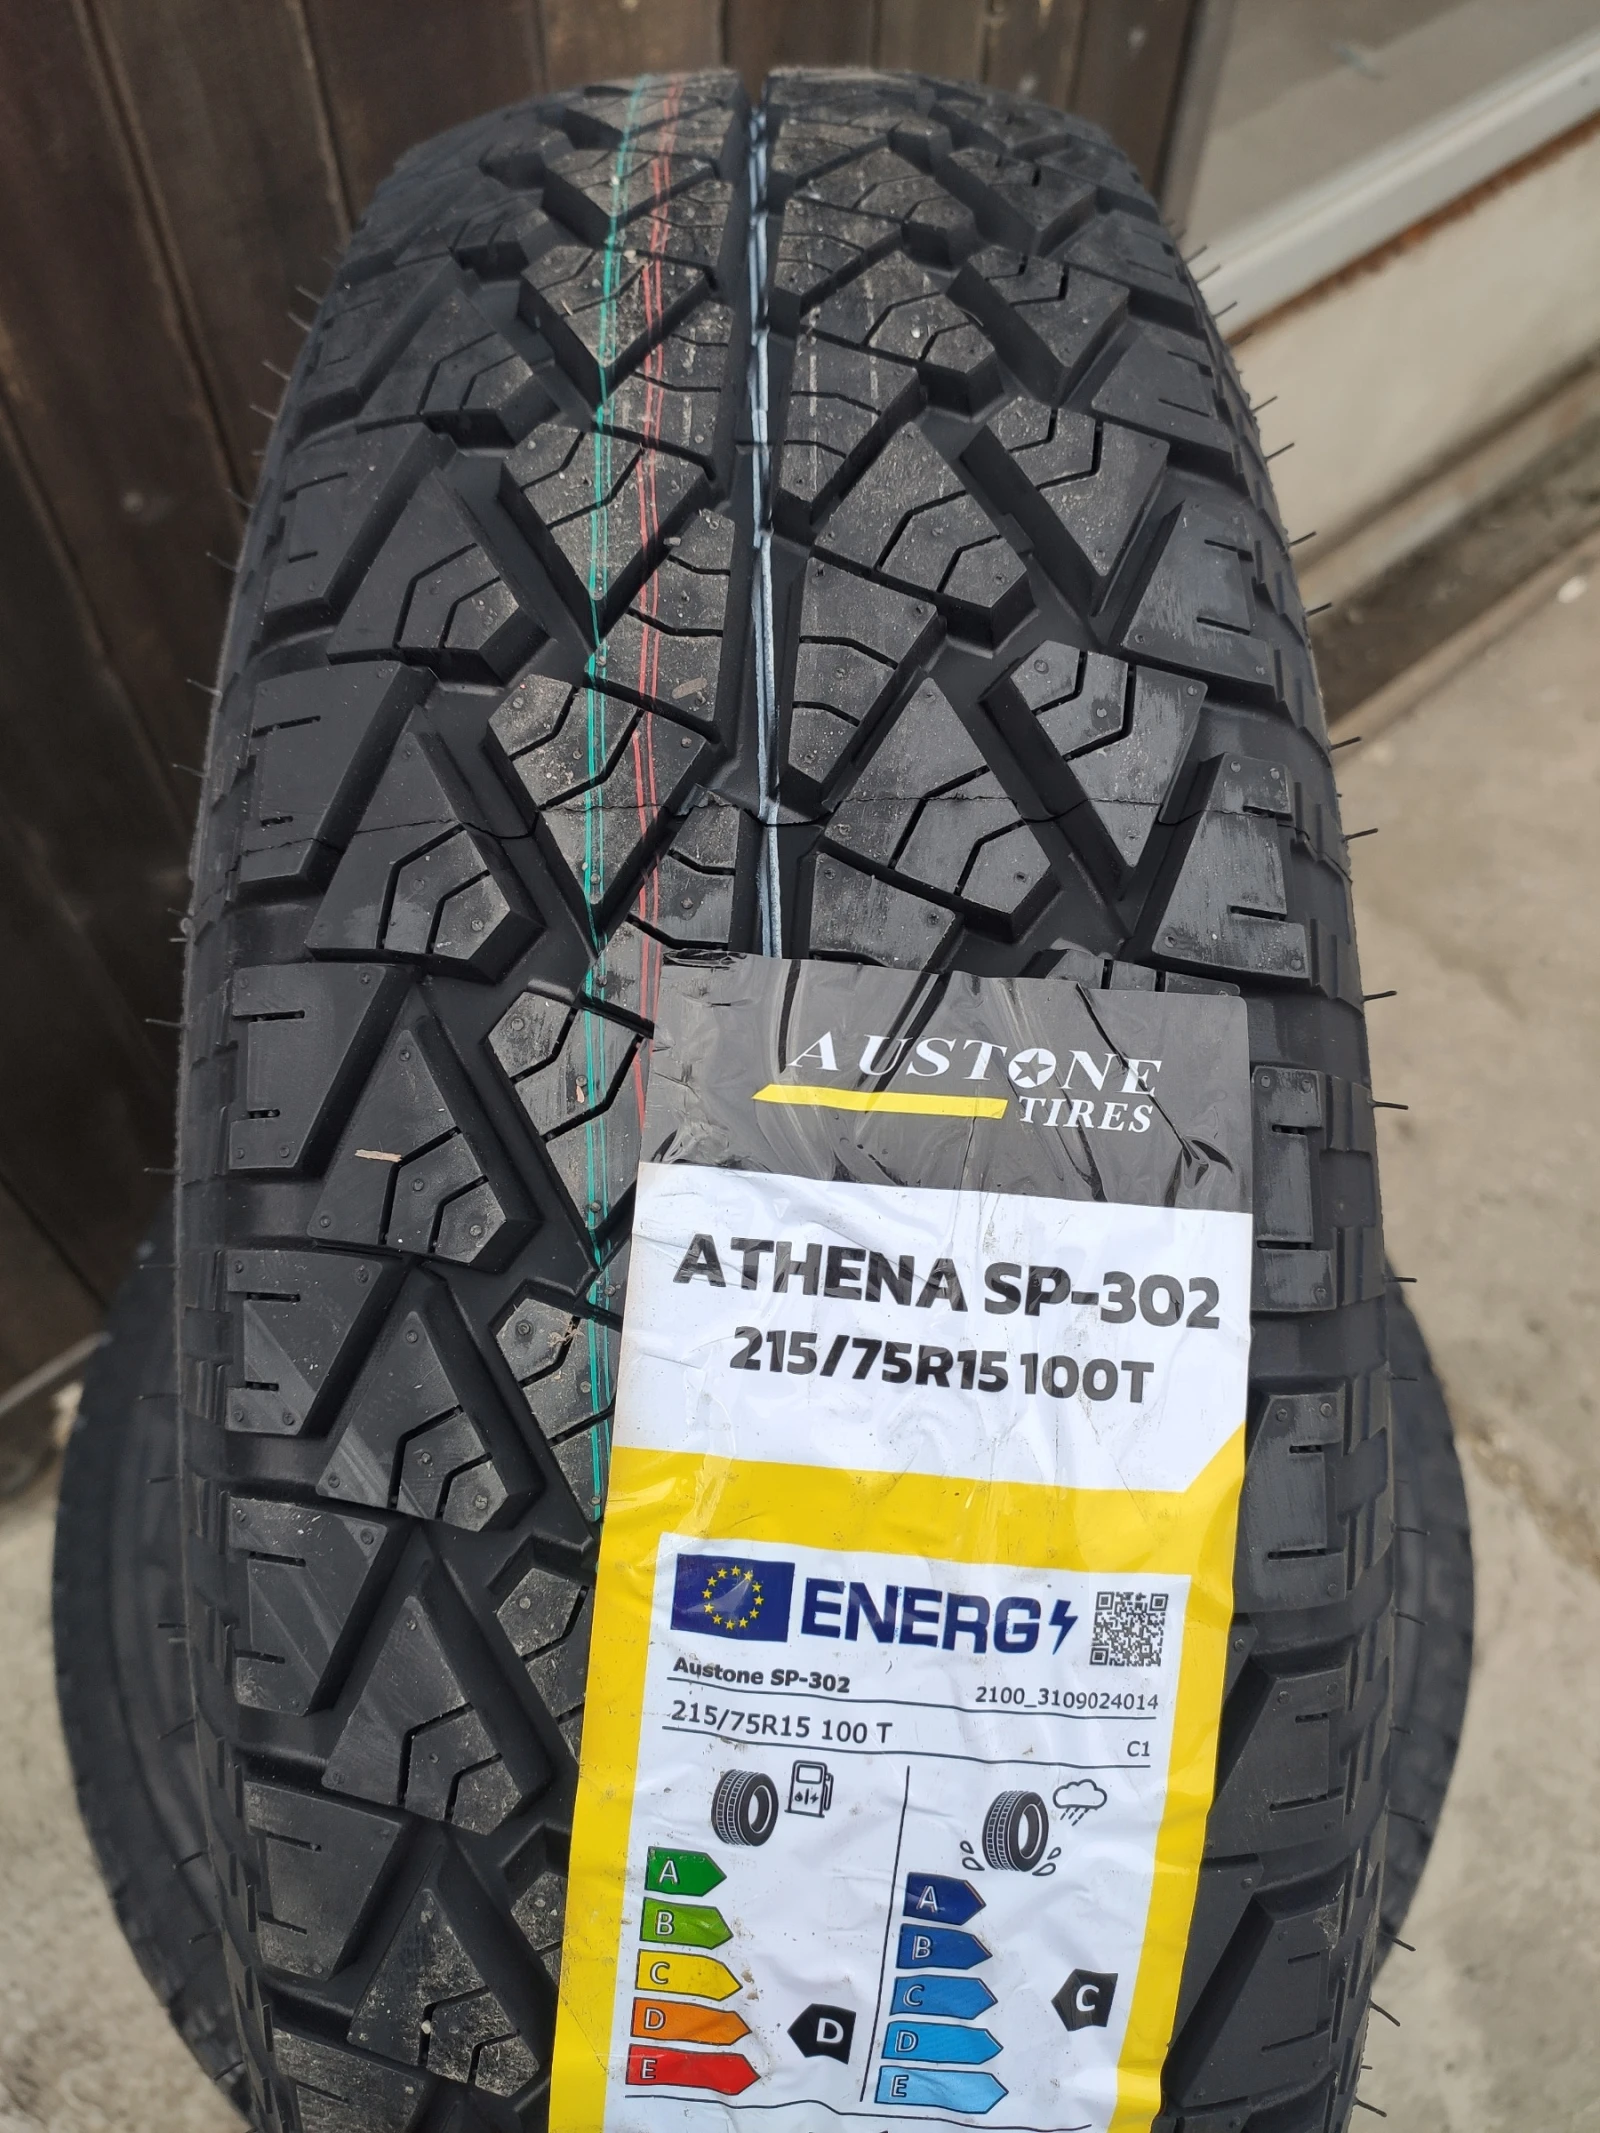 AUSTONE
TIRES
ATHENA SP-302
215/75R15 100T
ENERG
Austone SP-302
2100_3109024014
215/75R15 100 T
C1
A
B
C
D
E
D
A
B
C
D
E
C